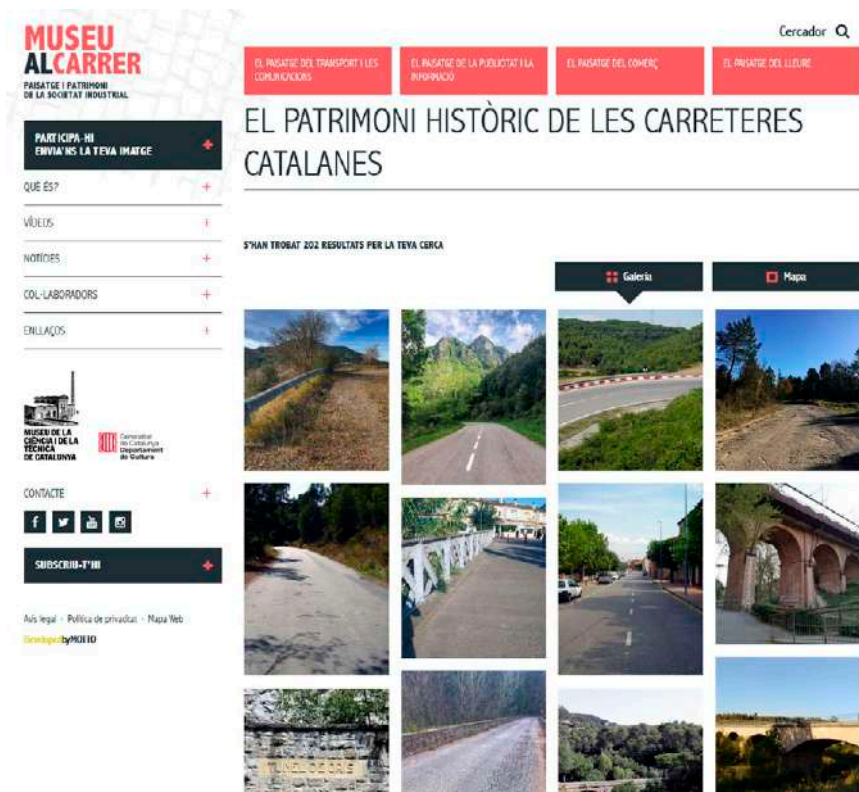 MUSEU
ALCARRER
PAISATGE I PATRIMONI
DE LA SOCIETAT INDUSTRIAL
Cercador
EL PAISATGE DEL TRANSPORT I LES
COMUNICACIONS
EL PAISATGE DE LA PUBLICITAT I LA
INFORMACIÓ
EL PAISATGE DEL COMERÇ
EL PAISATGE DEL LLEURE
PARTICIPA-HI
ENVIA'NS LA TEVA IMATGE
QUÈ ÉS?
VÍDEOS
NOTÍCIES
COL·LABORADORS
ENLLAÇOS
EL PATRIMONI HISTÒRIC DE LES CARRETERES
CATALANES
S'HAN TROBAT 202 RESULTATS PER LA TEVA CERCA
Galeria
Mapa
MUSEU DE LA
CIÈNCIA I DE LA
TÈCNICA
DE CATALUNYA
Generalitat
de Catalunya
Departament
de Cultura
CONTACTE
SUBSCRIU-T'HI
Avís legal - Política de privacitat - Mapa Web